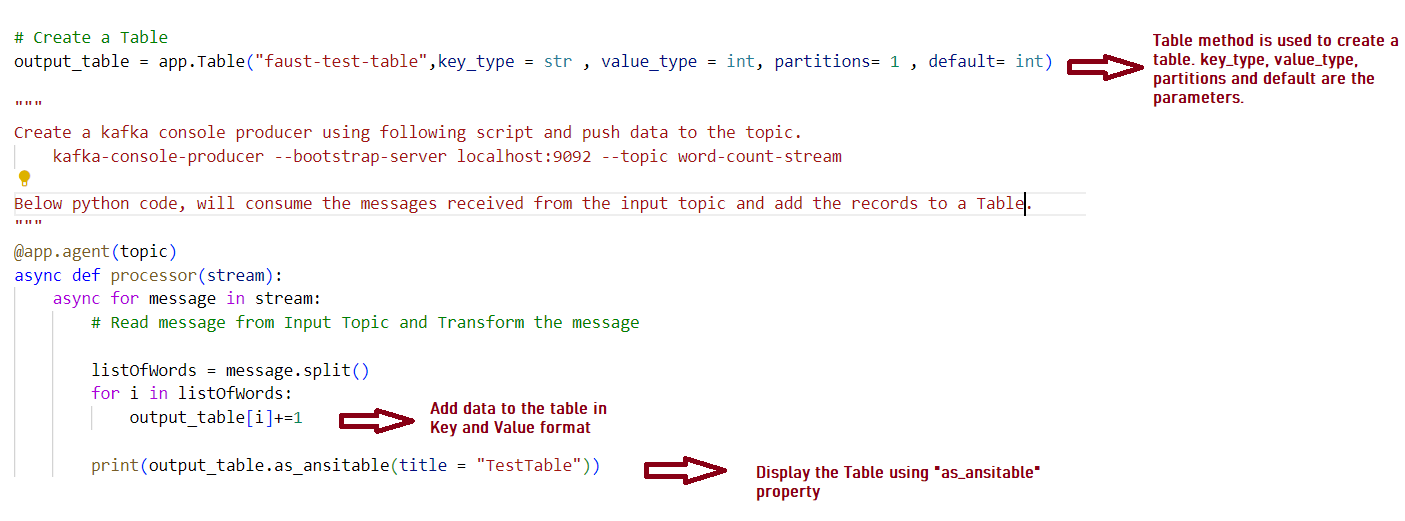 # Create a Table
output_table = app.Table("faust-test-table",key_type = str , value_type = int, partitions= 1 , default= int)
Table method is used to create a
table. key_type, value_type,
partitions and default are the
parameters.
"""
Create a kafka console producer using following script and push data to the topic.
kafka-console-producer --bootstrap-server localhost:9092 --topic word-count-stream
Below python code, will consume the messages received from the input topic and add the records to a Table.
"""
@app.agent(topic)
async def processor(stream):
async for message in stream:
# Read message from Input Topic and Transform the message
listOfWords = message.split()
for i in listOfWords:
output_table[i]+=1
Add data to the table in
Key and Value format
print(output_table.as_ansitable(title = "TestTable"))
Display the Table using "as_ansitable"
property